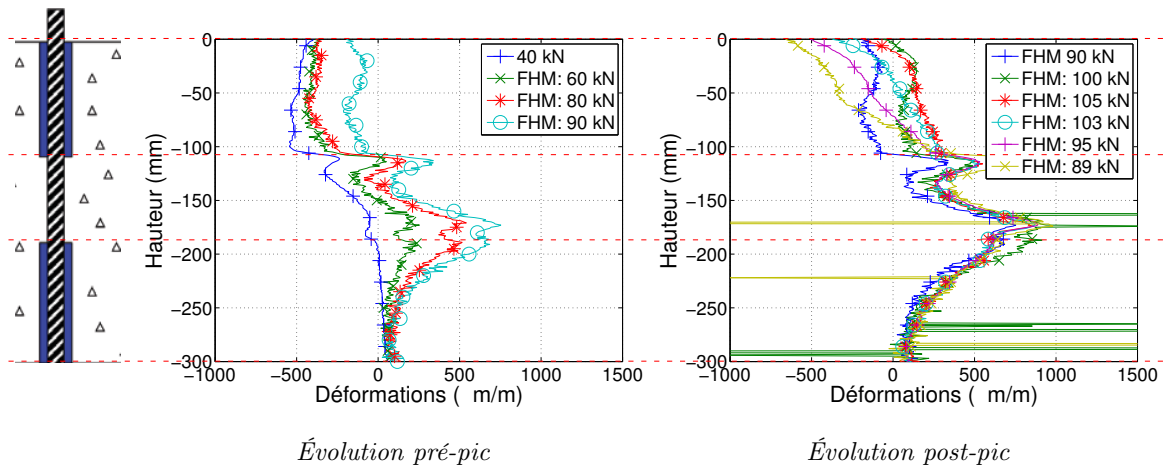 0
−50
−100
−150
−200
−250
−300
−1000
−500
0
500
1000
1500
Hauteur (mm)
Déformations ( m/m)
40 kN
FHM: 60 kN
FHM: 80 kN
FHM: 90 kN
Évolution pré-pic
0
−50
−100
−150
−200
−250
−300
−1000
−500
0
500
1000
1500
Hauteur (mm)
Déformations ( m/m)
FHM 90 kN
FHM: 100 kN
FHM: 105 kN
FHM: 103 kN
FHM: 95 kN
FHM: 89 kN
Évolution post-pic